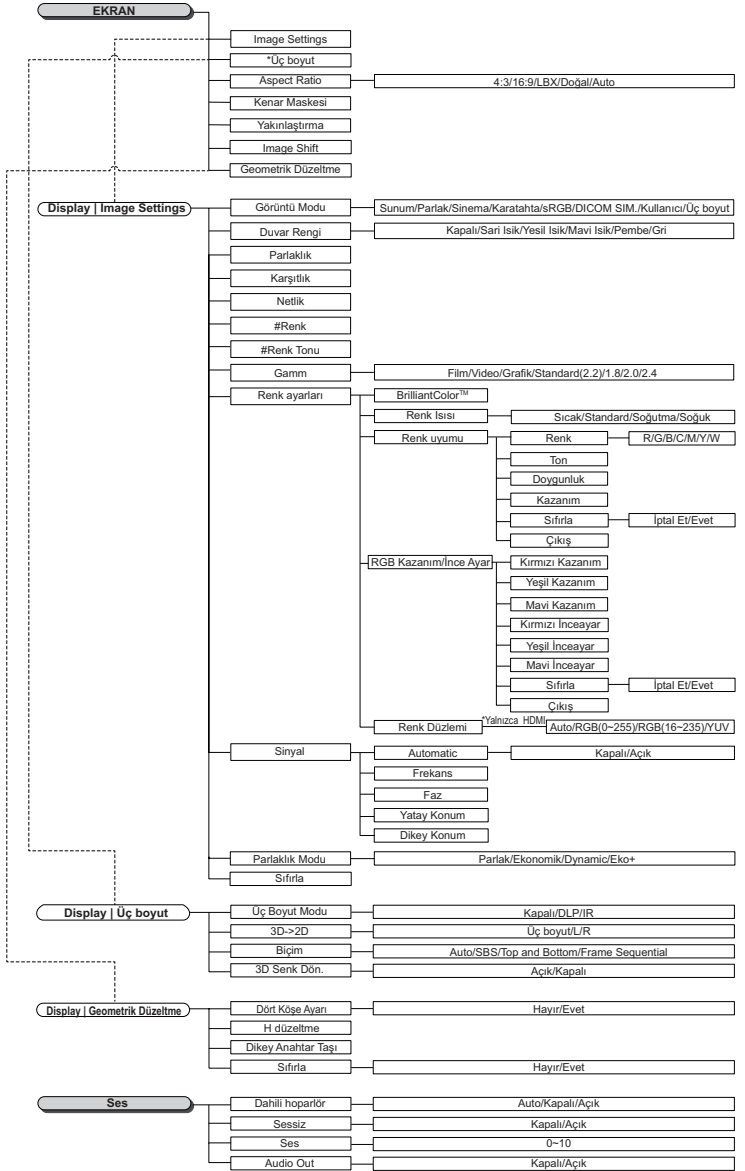 EKRAN
Image Settings
*Üç boyut
Aspect Ratio
4:3/16:9/LBX/Doğal/Auto
Kenar Maskesi
Yakınlaştırma
Image Shift
Geometrik Düzeltme
Display | Image Settings
Görüntü Modu
Sunum/Parlak/Sinema/Karatahta/sRGB/DICOM SIM./Kullanıcı/Üç boyut
Duvar Rengi
Kapalı/Sari Isik/Yesil Isik/Mavi Isik/Pembe/Gri
Parlaklık
Karşıtlık
Netlik
#Renk
#Renk Tonu
Gamm
Film/Video/Grafik/Standard(2.2)/1.8/2.0/2.4
Renk ayarları
BrilliantColor™
Renk Isısı
Sıcak/Standard/Soğutma/Soğuk
Renk uyumu
Renk
R/G/B/C/M/Y/W
Ton
Doygunluk
Kazanım
Sıfırla
İptal Et/Evet
Çıkış
RGB Kazanım/İnce Ayar
Kırmızı Kazanım
Yeşil Kazanım
Mavi Kazanım
Kırmızı İnceayar
Yeşil İnceayar
Mavi İnceayar
Sıfırla
İptal Et/Evet
Çıkış
Renk Düzlemi
*Yalnızca HDMI
Auto/RGB(0~255)/RGB(16~235)/YUV
Sinyal
Automatic
Kapalı/Açık
Frekans
Faz
Yatay Konum
Dikey Konum
Parlaklık Modu
Parlak/Ekonomik/Dynamic/Eko+
Sıfırla
Display | Üç boyut
Üç Boyut Modu
Kapalı/DLP/IR
3D->2D
Üç boyut/L/R
Biçim
Auto/SBS/Top and Bottom/Frame Sequential
3D Senk Dön.
Açık/Kapalı
Display | Geometrik Düzeltme
Dört Köşe Ayarı
Hayır/Evet
H düzeltme
Dikey Anahtar Taşı
Sıfırla
Hayır/Evet
Ses
Dahili hoparlör
Auto/Kapalı/Açık
Sessiz
Kapalı/Açık
Ses
0~10
Audio Out
Kapalı/Açık